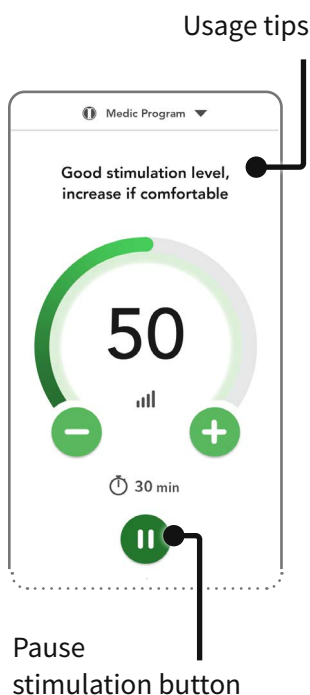 Usage tips
Medic Program
Good stimulation level,
increase if comfortable
50
30 min
Pause
stimulation button